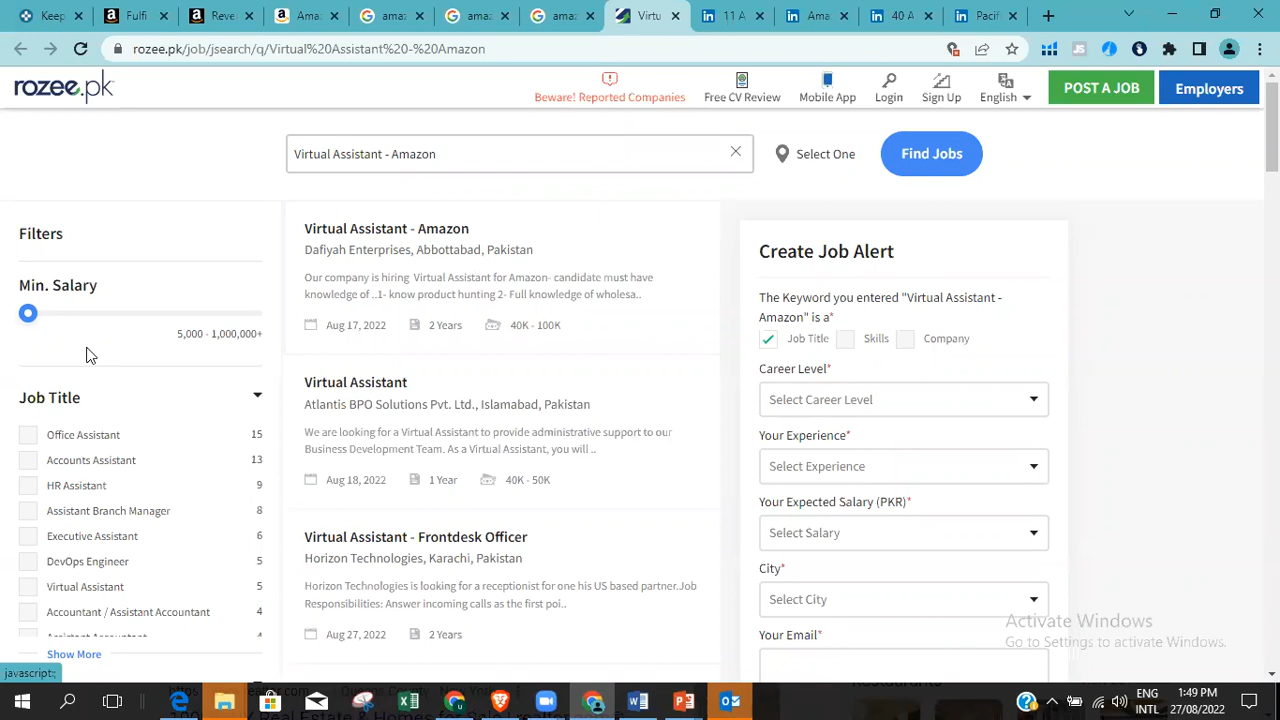 Keep
Fulfi
Reve
Virtua
amaz
amaz
amaz
Virtu
11 A
Ama
40 A
Pacif
rozee.pk/job/jsearch/q/Virtual%20Assistant%20-%20Amazon
rozee.pk
Beware! Reported Companies
Free CV Review
Mobile App
Login
Sign Up
English
POST A JOB
Employers
Virtual Assistant - Amazon
Select One
Find Jobs
Filters
Min. Salary
5,000 - 1,000,000+
Job Title
Office Assistant 15
Accounts Assistant 13
HR Assistant 9
Assistant Branch Manager 8
Executive Assistant 6
DevOps Engineer 5
Virtual Assistant 5
Accountant / Assistant Accountant 4
Assistant Accountant 4
Show More
javascript:;
Virtual Assistant - Amazon
Dafiyah Enterprises, Abbottabad, Pakistan
Our company is hiring Virtual Assistant for Amazon- candidate must have
knowledge of ..1- know product hunting 2- Full knowledge of wholesa..
Aug 17, 2022 2 Years 40K - 100K
Virtual Assistant
Atlantis BPO Solutions Pvt. Ltd., Islamabad, Pakistan
We are looking for a Virtual Assistant to provide administrative support to our
Business Development Team. As a Virtual Assistant, you will ..
Aug 18, 2022 1 Year 40K - 50K
Virtual Assistant - Frontdesk Officer
Horizon Technologies, Karachi, Pakistan
Horizon Technologies is looking for a receptionist for one his US based partner.Job
Responsibilities: Answer incoming calls as the first poi..
Aug 27, 2022 2 Years
Create Job Alert
The Keyword you entered "Virtual Assistant -
Amazon" is a*
Job Title Skills Company
Career Level*
Select Career Level
Your Experience*
Select Experience
Your Expected Salary (PKR)*
Select Salary
City*
Select City
Your Email*
Activate Windows
Go to Settings to activate Windows.
ENG
INTL
1:49 PM
27/08/2022